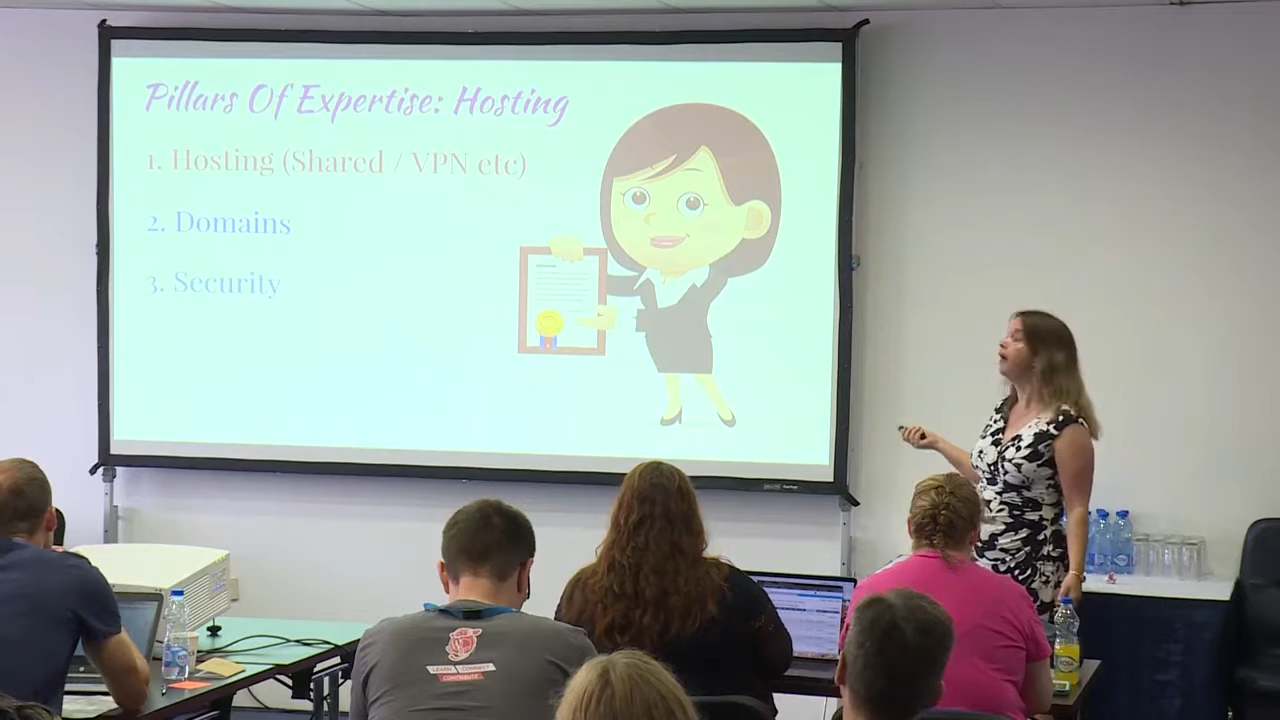 Pillars Of Expertise: Hosting
1. Hosting (Shared / VPN etc)
2. Domains
3. Security
LEARN CONNECT
CONTRIBUTE